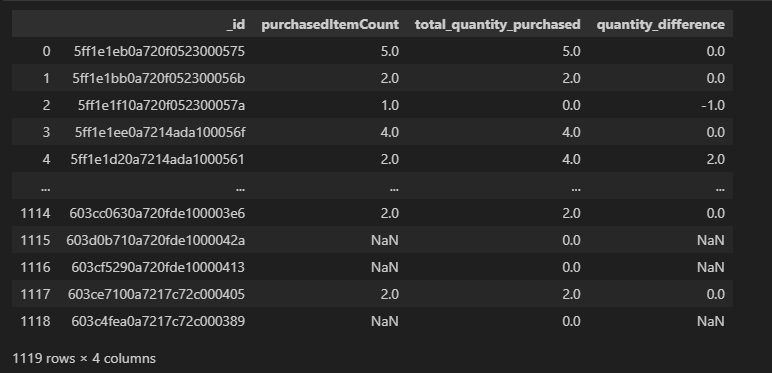 _id purchasedItemCount total_quantity_purchased quantity_difference
0 5ff1e1eb0a720f0523000575 5.0 5.0 0.0
1 5ff1e1bb0a720f052300056b 2.0 2.0 0.0
2 5ff1e1f10a720f052300057a 1.0 0.0 -1.0
3 5ff1e1ee0a7214ada100056f 4.0 4.0 0.0
4 5ff1e1d20a7214ada1000561 2.0 4.0 2.0
... ... ... ... ...
1114 603cc0630a720fde100003e6 2.0 2.0 0.0
1115 603d0b710a720fde1000042a NaN 0.0 NaN
1116 603cf5290a720fde10000413 NaN 0.0 NaN
1117 603ce7100a7217c72c000405 2.0 2.0 0.0
1118 603c4fea0a7217c72c000389 NaN 0.0 NaN
1119 rows × 4 columns